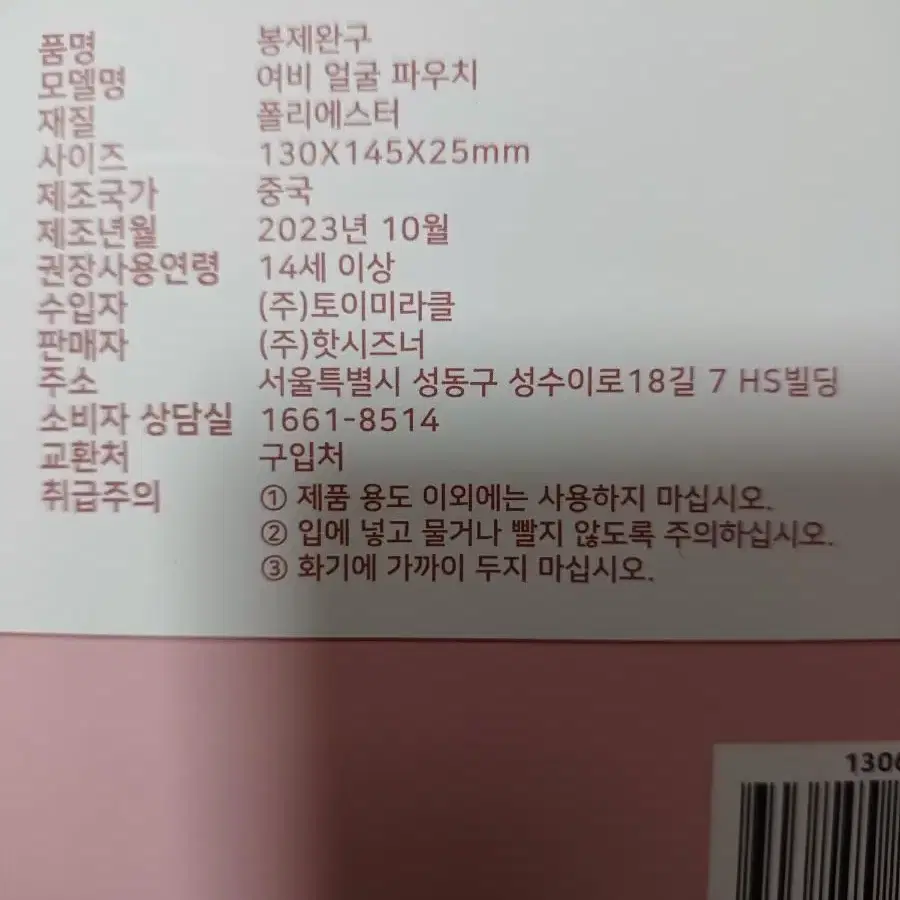 품명 봉제완구
모델명 여비 얼굴 파우치
재질 폴리에스터
사이즈 130X145X25mm
제조국가 중국
제조년월 2023년 10월
권장사용연령 14세 이상
수입자 (주)토이미라클
판매자 (주)핫시즈너
주소 서울특별시 성동구 성수이로18길 7 HS빌딩
소비자 상담실 1661-8514
교환처 구입처
취급주의 ① 제품 용도 이외에는 사용하지 마십시오.
② 입에 넣고 물거나 빨지 않도록 주의하십시오.
③ 화기에 가까이 두지 마십시오.